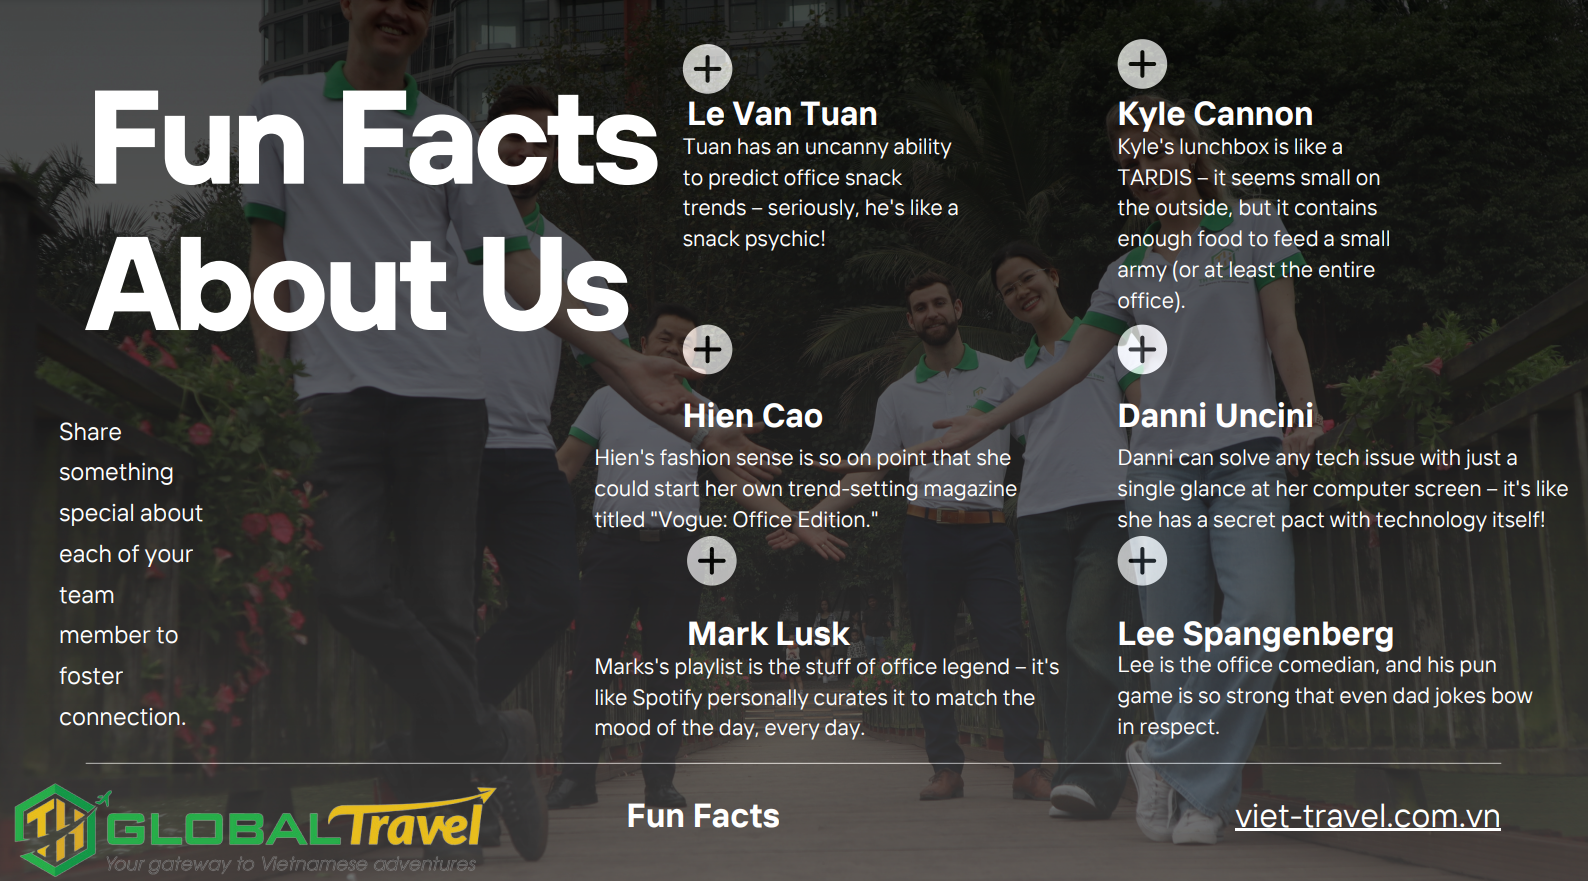 Fun Facts
About Us
Share
something
special about
each of your
team
member to
foster
connection.
Le Van Tuan
Tuan has an uncanny ability
to predict office snack
trends – seriously, he's like a
snack psychic!
Kyle Cannon
Kyle's lunchbox is like a
TARDIS – it seems small on
the outside, but it contains
enough food to feed a small
army (or at least the entire
office).
Hien Cao
Hien's fashion sense is so on point that she
could start her own trend-setting magazine
titled "Vogue: Office Edition."
Danni Uncini
Danni can solve any tech issue with just a
single glance at her computer screen – it's like
she has a secret pact with technology itself!
Mark Lusk
Marks's playlist is the stuff of office legend – it's
like Spotify personally curates it to match the
mood of the day, every day.
Lee Spangenberg
Lee is the office comedian, and his pun
game is so strong that even dad jokes bow
in respect.
TH GLOBAL Travel
Your gateway to Vietnamese adventures
Fun Facts
viet-travel.com.vn